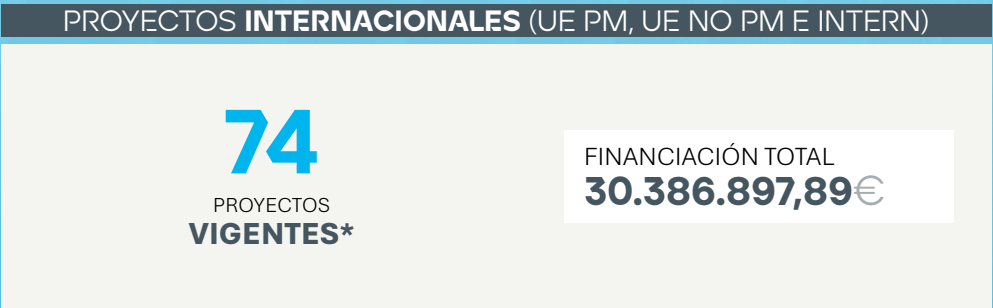 PROYECTOS INTERNACIONALES (UE PM, UE NO PM E INTERN)
74
PROYECTOS
VIGENTES*
FINANCIACIÓN TOTAL
30.386.897,89€